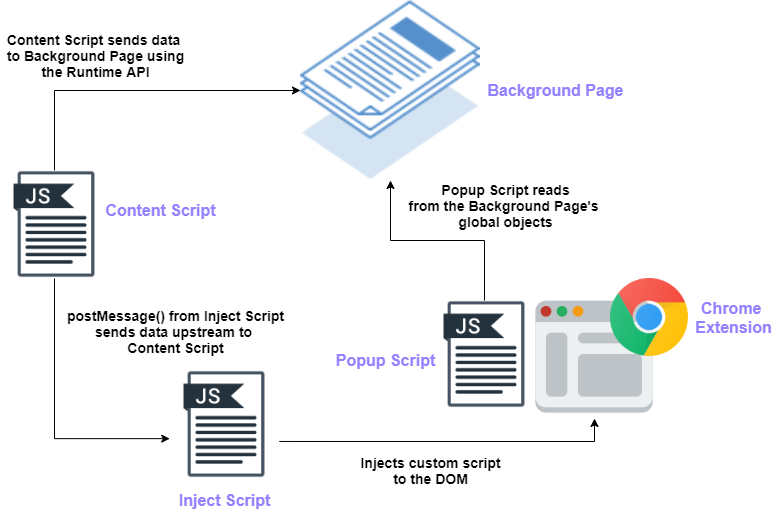 Content Script sends data
to Background Page using
the Runtime API
Background Page
JS
Content Script
Popup Script reads
from the Background Page's
global objects
postMessage() from Inject Script
sends data upstream to
Content Script
JS
Popup Script
Chrome
Extension
JS
Inject Script
Injects custom script
to the DOM